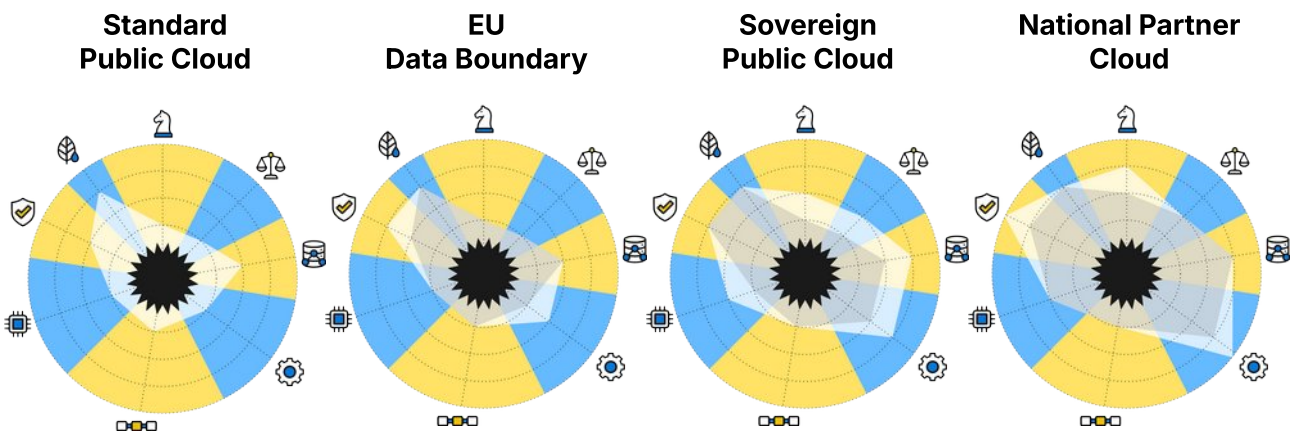 Standard
Public Cloud
EU
Data Boundary
Sovereign
Public Cloud
National Partner
Cloud